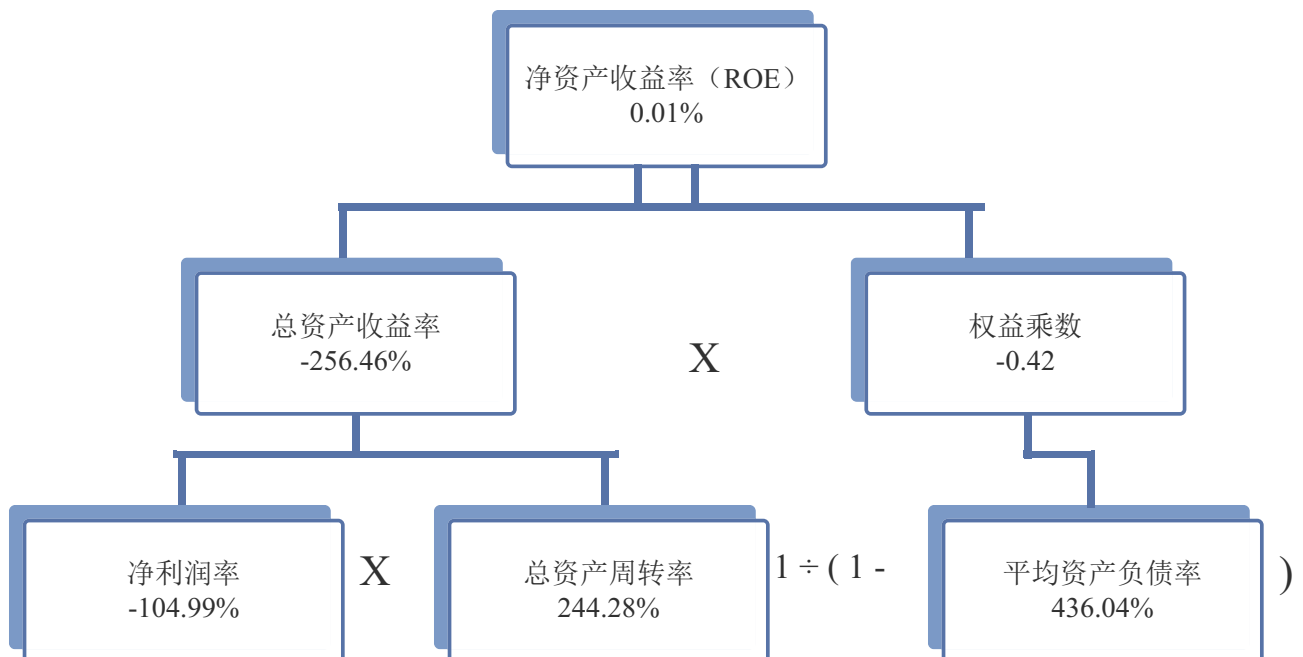 净资产收益率（ROE）
0.01%
总资产收益率
-256.46%
X
权益乘数
-0.42
净利润率
-104.99%
X
总资产周转率
244.28%
1 ÷ ( 1 -
平均资产负债率
436.04%
)